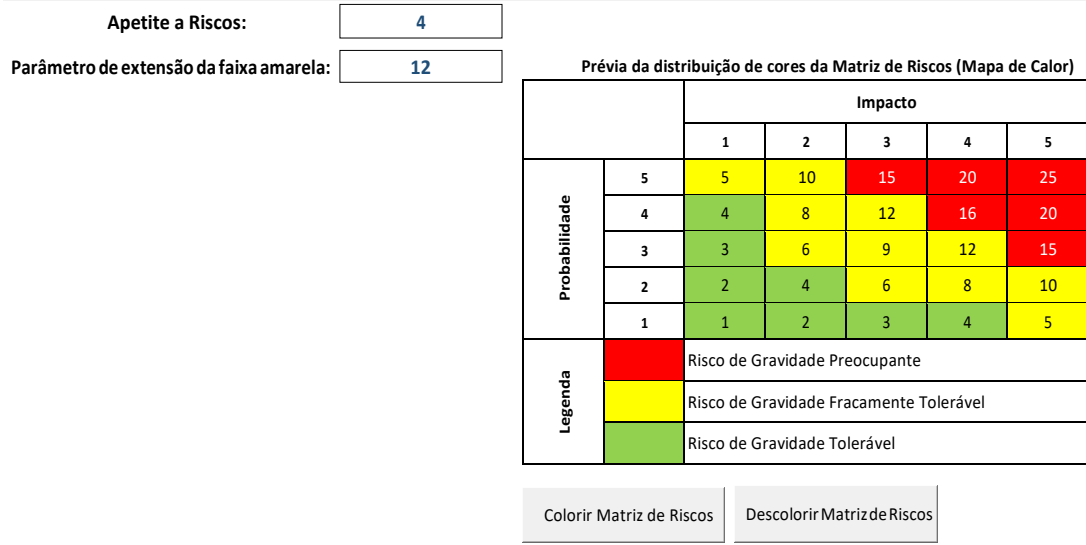 Apetite a Riscos: 4
Parâmetro de extensão da faixa amarela: 12
Prévia da distribuição de cores da Matriz de Riscos (Mapa de Calor)
Impacto
1 2 3 4 5
Probabilidade
5 5 10 15 20 25
4 4 8 12 16 20
3 3 6 9 12 15
2 2 4 6 8 10
1 1 2 3 4 5
Legenda
Risco de Gravidade Preocupante
Risco de Gravidade Fracamente Tolerável
Risco de Gravidade Tolerável
Colorir Matriz de Riscos
Descolorir Matriz de Riscos